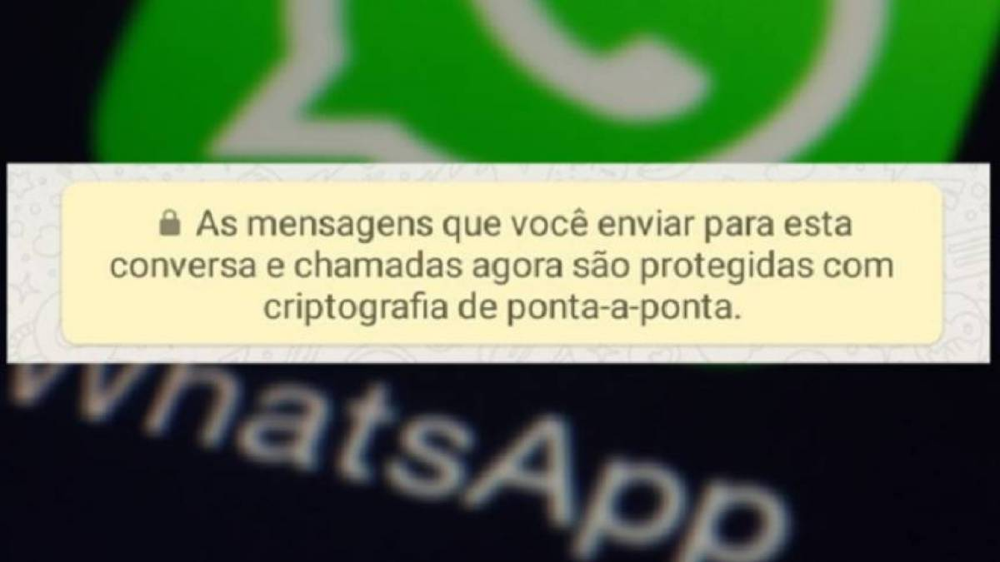 As mensagens que você enviar para esta
conversa e chamadas agora são protegidas com
criptografia de ponta-a-ponta.
WhatsApp